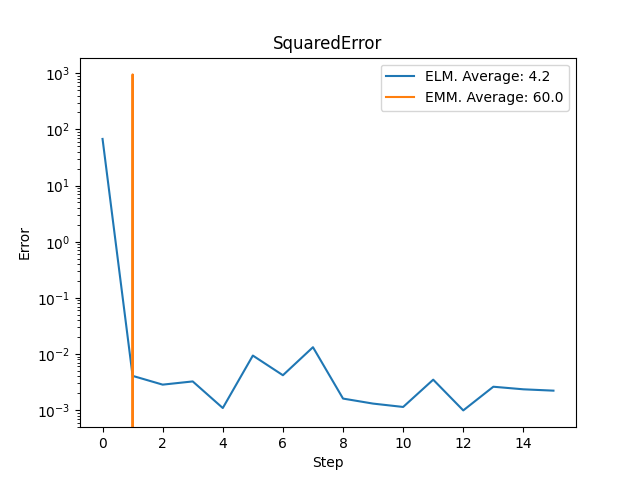 SquaredError
ELM. Average: 4.2
EMM. Average: 60.0
Error
10³
10²
10¹
10⁰
10⁻¹
10⁻²
10⁻³
0 2 4 6 8 10 12 14
Step